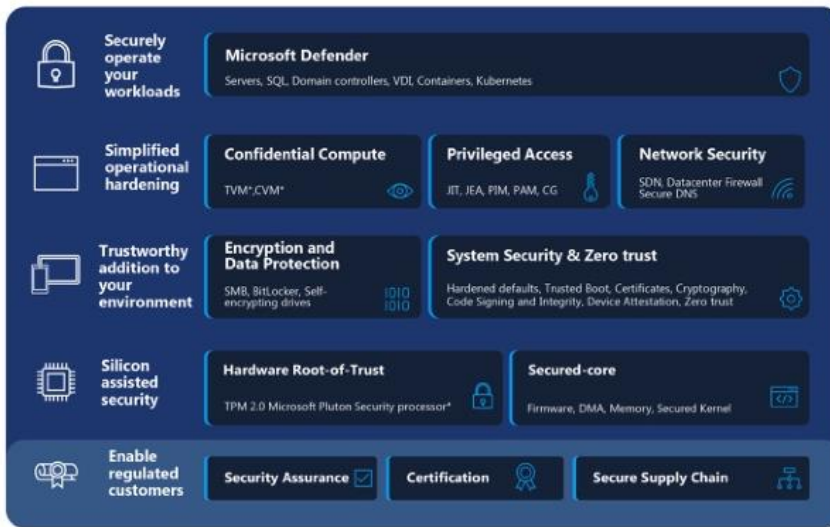 Securely
operate
your
workloads
Microsoft Defender
Servers, SQL, Domain controllers, VDI, Containers, Kubernetes
Simplified
operational
hardening
Confidential Compute
TVM*,CVM*
Privileged Access
JIT, JEA, PIM, PAM, CG
Network Security
SDN, Datacenter Firewall
Secure DNS
Trustworthy
addition to
your
environment
Encryption and
Data Protection
SMB, BitLocker, Self-
encrypting drives
1010
1010
System Security & Zero trust
Hardened defaults, Trusted Boot, Certificates, Cryptography,
Code Signing and Integrity, Device Attestation, Zero trust
Silicon
assisted
security
Hardware Root-of-Trust
TPM 2.0 Microsoft Pluton Security processor*
Secured-core
Firmware, DMA, Memory, Secured Kernel
</>
Enable
regulated
customers
Security Assurance
Certification
Secure Supply Chain